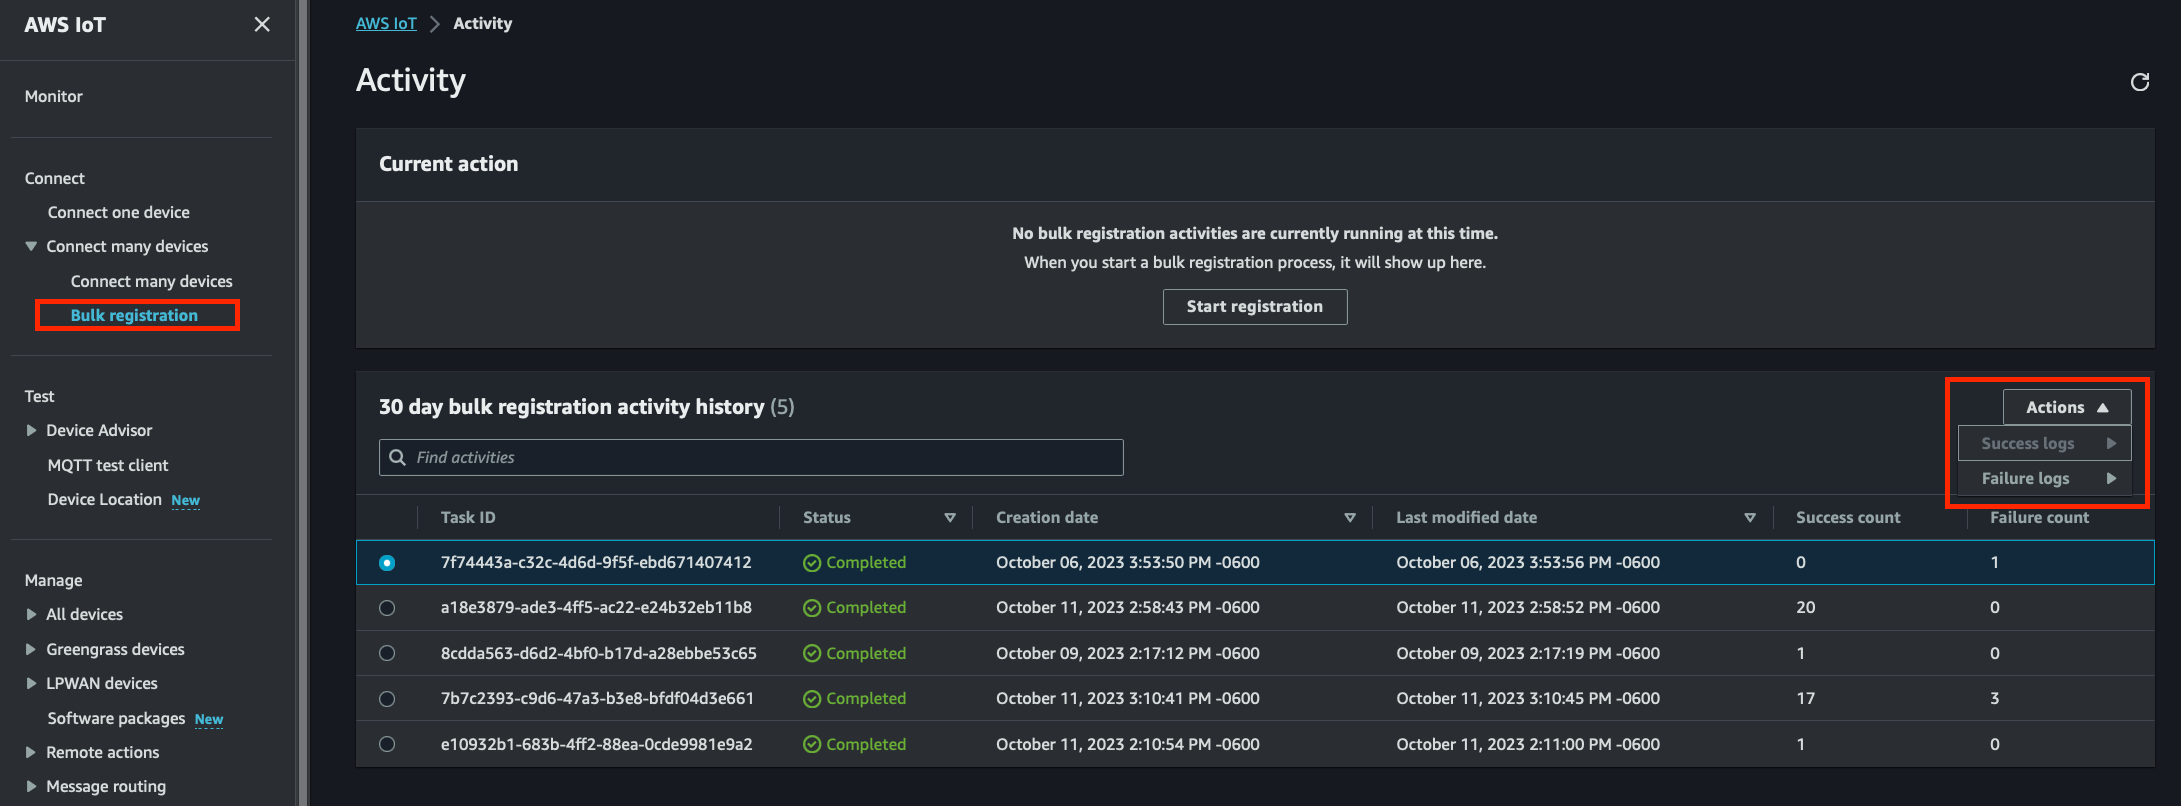 AWS IoT
Monitor
Connect
Connect one device
Connect many devices
Connect many devices
Bulk registration
Test
Device Advisor
MQTT test client
Device Location New
Manage
All devices
Greengrass devices
LPWAN devices
Software packages New
Remote actions
Message routing
AWS IoT Activity
Activity
Current action
No bulk registration activities are currently running at this time.
When you start a bulk registration process, it will show up here.
Start registration
30 day bulk registration activity history (5)
Actions
Success logs
Failure logs
Find activities
Task ID Status Creation date Last modified date Success count Failure count
7f74443a-c32c-4d6d-9f5f-ebd671407412 Completed October 06, 2023 3:53:50 PM -0600 October 06, 2023 3:53:56 PM -0600 0 1
a18e3879-ade3-4ff5-ac22-e24b32eb11b8 Completed October 11, 2023 2:58:43 PM -0600 October 11, 2023 2:58:52 PM -0600 20 0
8cdda563-d6d2-4bf0-b17d-a28ebbe53c65 Completed October 09, 2023 2:17:12 PM -0600 October 09, 2023 2:17:19 PM -0600 1 0
7b7c2393-c9d6-47a3-b3e8-bfdf04d3e661 Completed October 11, 2023 3:10:41 PM -0600 October 11, 2023 3:10:45 PM -0600 17 3
e10932b1-683b-4ff2-88ea-0cde9981e9a2 Completed October 11, 2023 2:10:54 PM -0600 October 11, 2023 2:11:00 PM -0600 1 0